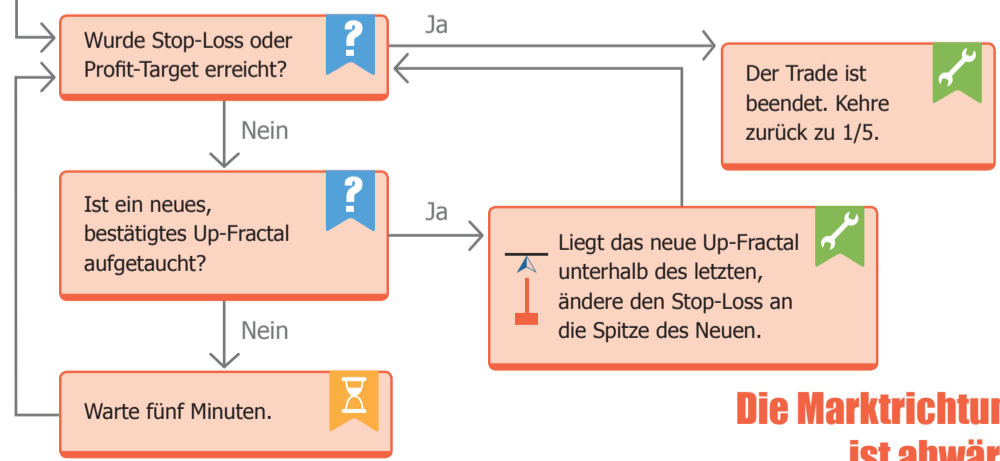 Wurde Stop-Loss oder
Profit-Target erreicht?
?
Ja
Der Trade ist
beendet. Kehre
zurück zu 1/5.
Nein
Ist ein neues,
bestätigtes Up-Fractal
aufgetaucht?
?
Ja
Liegt das neue Up-Fractal
unterhalb des letzten,
ändere den Stop-Loss an
die Spitze des Neuen.
Nein
Warte fünf Minuten.
Die
ist